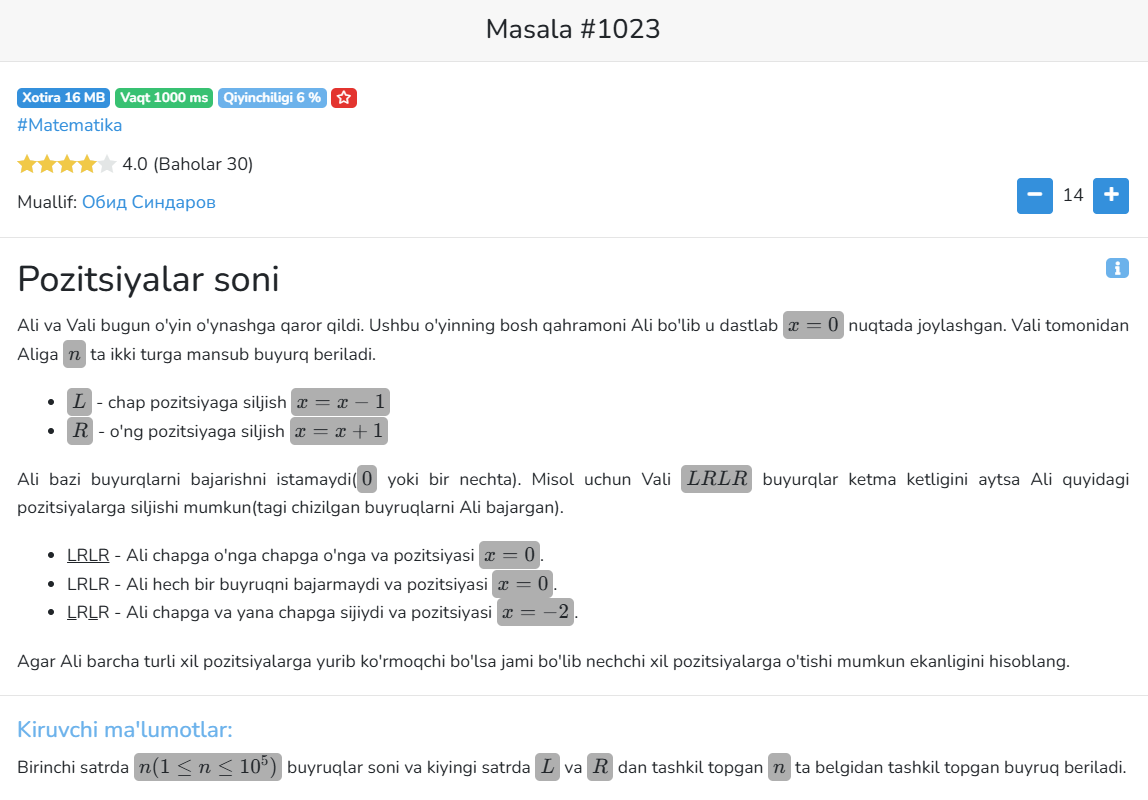 Masala #1023
Xotira 16 MB Vaqt 1000 ms Qiyinchiligi 6 %
#Matematika
4.0 (Baholar 30)
Muallif: Обид Синдаров
14
Pozitsiyalar soni
Ali va Vali bugun o'yin o'ynashga qaror qildi. Ushbu o'yinning bosh qahramoni Ali bo'lib u dastlab x = 0 nuqtada joylashgan. Vali tomonidan
Aliga n ta ikki turga mansub buyurq beriladi.
L - chap pozitsiyaga siljish x = x − 1
R - o'ng pozitsiyaga siljish x = x + 1
Ali bazi buyurqlarni bajarishni istamaydi(0 yoki bir nechta). Misol uchun Vali LRLR buyurqlar ketma ketligini aytsa Ali quyidagi
pozitsiyalarga siljishi mumkun(tagi chizilgan buyruqlarni Ali bajargan).
LRLR - Ali chapga o'nga chapga o'nga va pozitsiyasi x = 0.
LRLR - Ali hech bir buyruqni bajarmaydi va pozitsiyasi x = 0.
LRLR - Ali chapga va yana chapga sijiydi va pozitsiyasi x = −2.
Agar Ali barcha turli xil pozitsiyalarga yurib ko'rmoqchi bo'lsa jami bo'lib nechchi xil pozitsiyalarga o'tishi mumkun ekanligini hisoblang.
Kiruvchi ma'lumotlar:
Birinchi satrda n(1 ≤ n ≤ 10⁵) buyruqlar soni va kiyingi satrda L va R dan tashkil topgan n ta belgidan tashkil topgan buyruq beriladi.